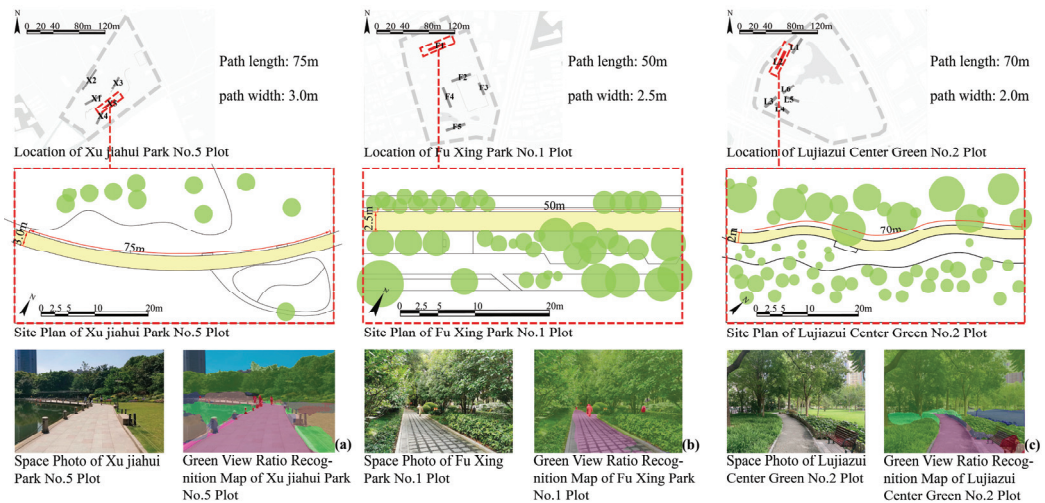 N
0 20 40 80m 120m
X2
X3
X1
X5
X4
Path length: 75m
path width: 3.0m
Location of Xu jiahui Park No.5 Plot
3.0m
75m
N
0 2.5 5 10 20m
Site Plan of Xu jiahui Park No.5 Plot
Space Photo of Xu jiahui
Park No.5 Plot
(a)
Green View Ratio Recog-
nition Map of Xu jiahui Park
No.5 Plot
N
0 20 40 80m 120m
F1
F2
F3
F4
F5
Path length: 50m
path width: 2.5m
Location of Fu Xing Park No.1 Plot
2.5m
50m
N
0 2.5 5 10 20m
Site Plan of Fu Xing Park No.1 Plot
Space Photo of Fu Xing
Park No.1 Plot
(b)
Green View Ratio Recog-
nition Map of Fu Xing Park
No.1 Plot
N
0 20 40 80m 120m
L1
L2
L6
L3
L5
L4
Path length: 70m
path width: 2.0m
Location of Lujiazui Center Green No.2 Plot
2m
70m
N
0 2.5 5 10 20m
Site Plan of Lujiazui Center Green No.2 Plot
Space Photo of Lujiazui
Center Green No.2 Plot
(c)
Green View Ratio Recog-
nition Map of Lujiazui
Center Green No.2 Plot